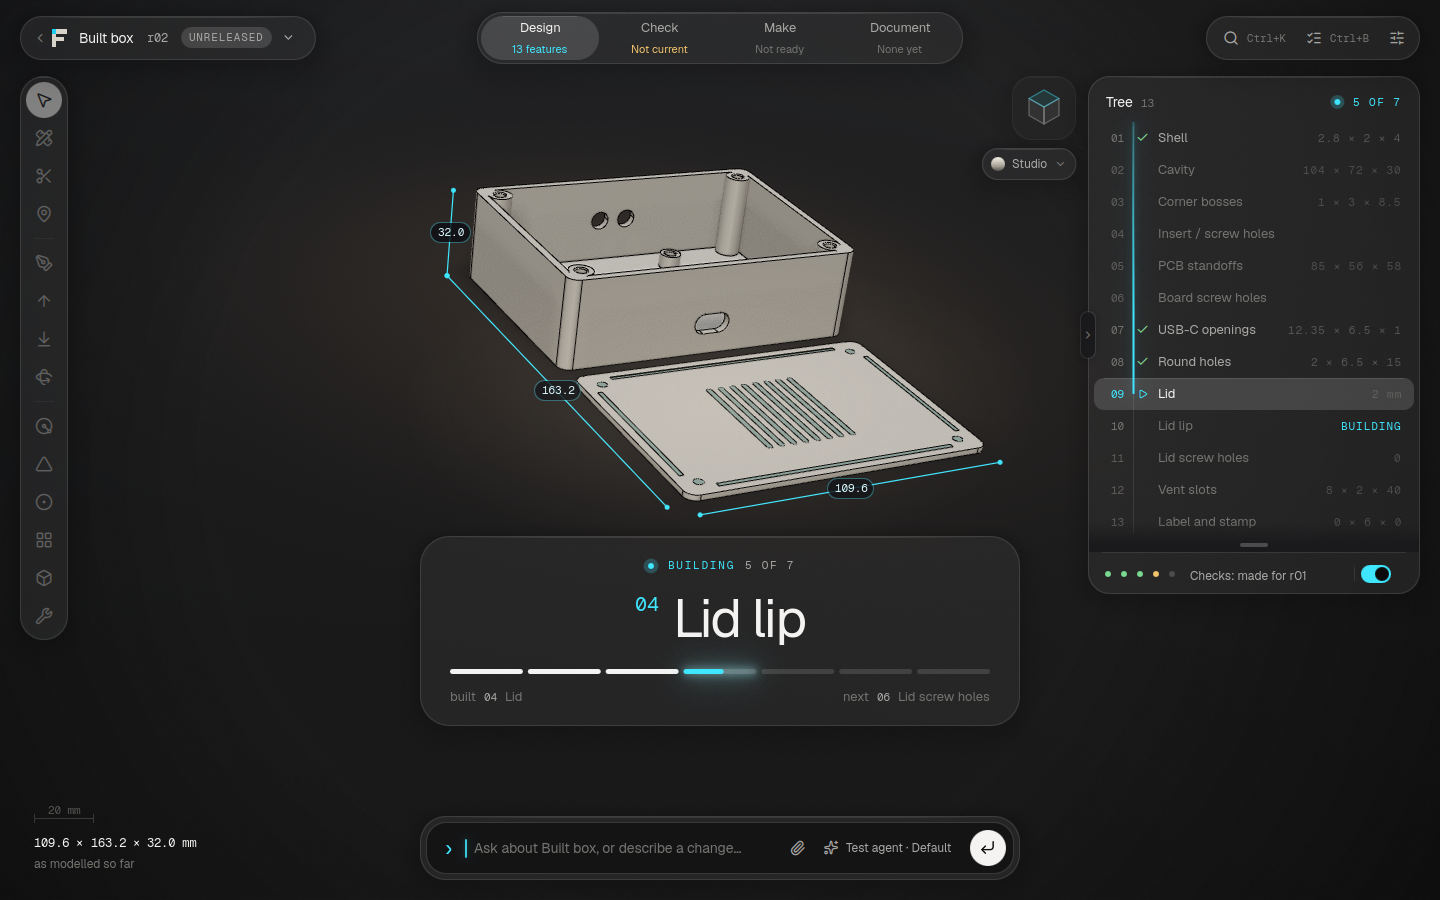 Built box r02 UNRELEASED
Design
13 features
Check
Not current
Make
Not ready
Document
None yet
Ctrl+K
Ctrl+B
Studio
Tree 13
5 OF 7
01 Shell 2.8 × 2 × 4
02 Cavity 104 × 72 × 30
03 Corner bosses 1 × 3 × 8.5
04 Insert / screw holes
05 PCB standoffs 85 × 56 × 58
06 Board screw holes
07 USB-C openings 12.35 × 6.5 × 1
08 Round holes 2 × 6.5 × 15
09 Lid 2 mm
10 Lid lip BUILDING
11 Lid screw holes 0
12 Vent slots 8 × 2 × 40
13 Label and stamp 0 × 6 × 0
Checks: made for r01
32.0
163.2
109.6
BUILDING 5 OF 7
04 Lid lip
built 04 Lid
next 06 Lid screw holes
20 mm
109.6 × 163.2 × 32.0 mm
as modelled so far
Ask about Built box, or describe a change…
Test agent · Default